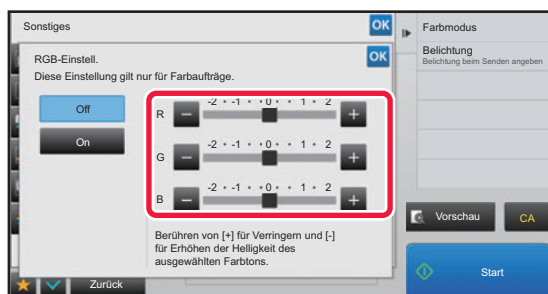 Sonstiges
OK
RGB-Einstell.
OK
Diese Einstellung gilt nur für Farbaufträge.
Off
On
R
-2 • -1 • • 0 • • 1 • 2
- +
G
-2 • -1 • • 0 • • 1 • 2
- +
B
-2 • -1 • • 0 • • 1 • 2
- +
Berühren von [+] für Verringern und [-]
für Erhöhen der Helligkeit des
ausgewählten Farbtons.
Zurück
Farbmodus
Belichtung
Belichtung beim Senden angeben
Vorschau
CA
Start